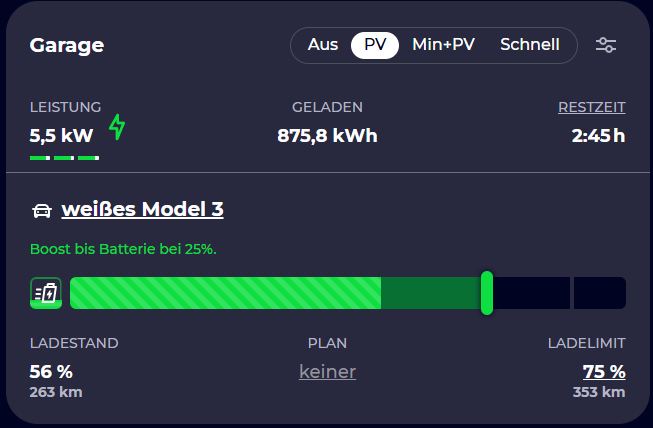 Garage
Aus PV Min+PV Schnell
LEISTUNG GELADEN RESTZEIT
5,5 kW 875,8 kWh 2:45 h
weißes Model 3
Boost bis Batterie bei 25%.
LADESTAND PLAN LADELIMIT
56 % keiner 75 %
263 km 353 km